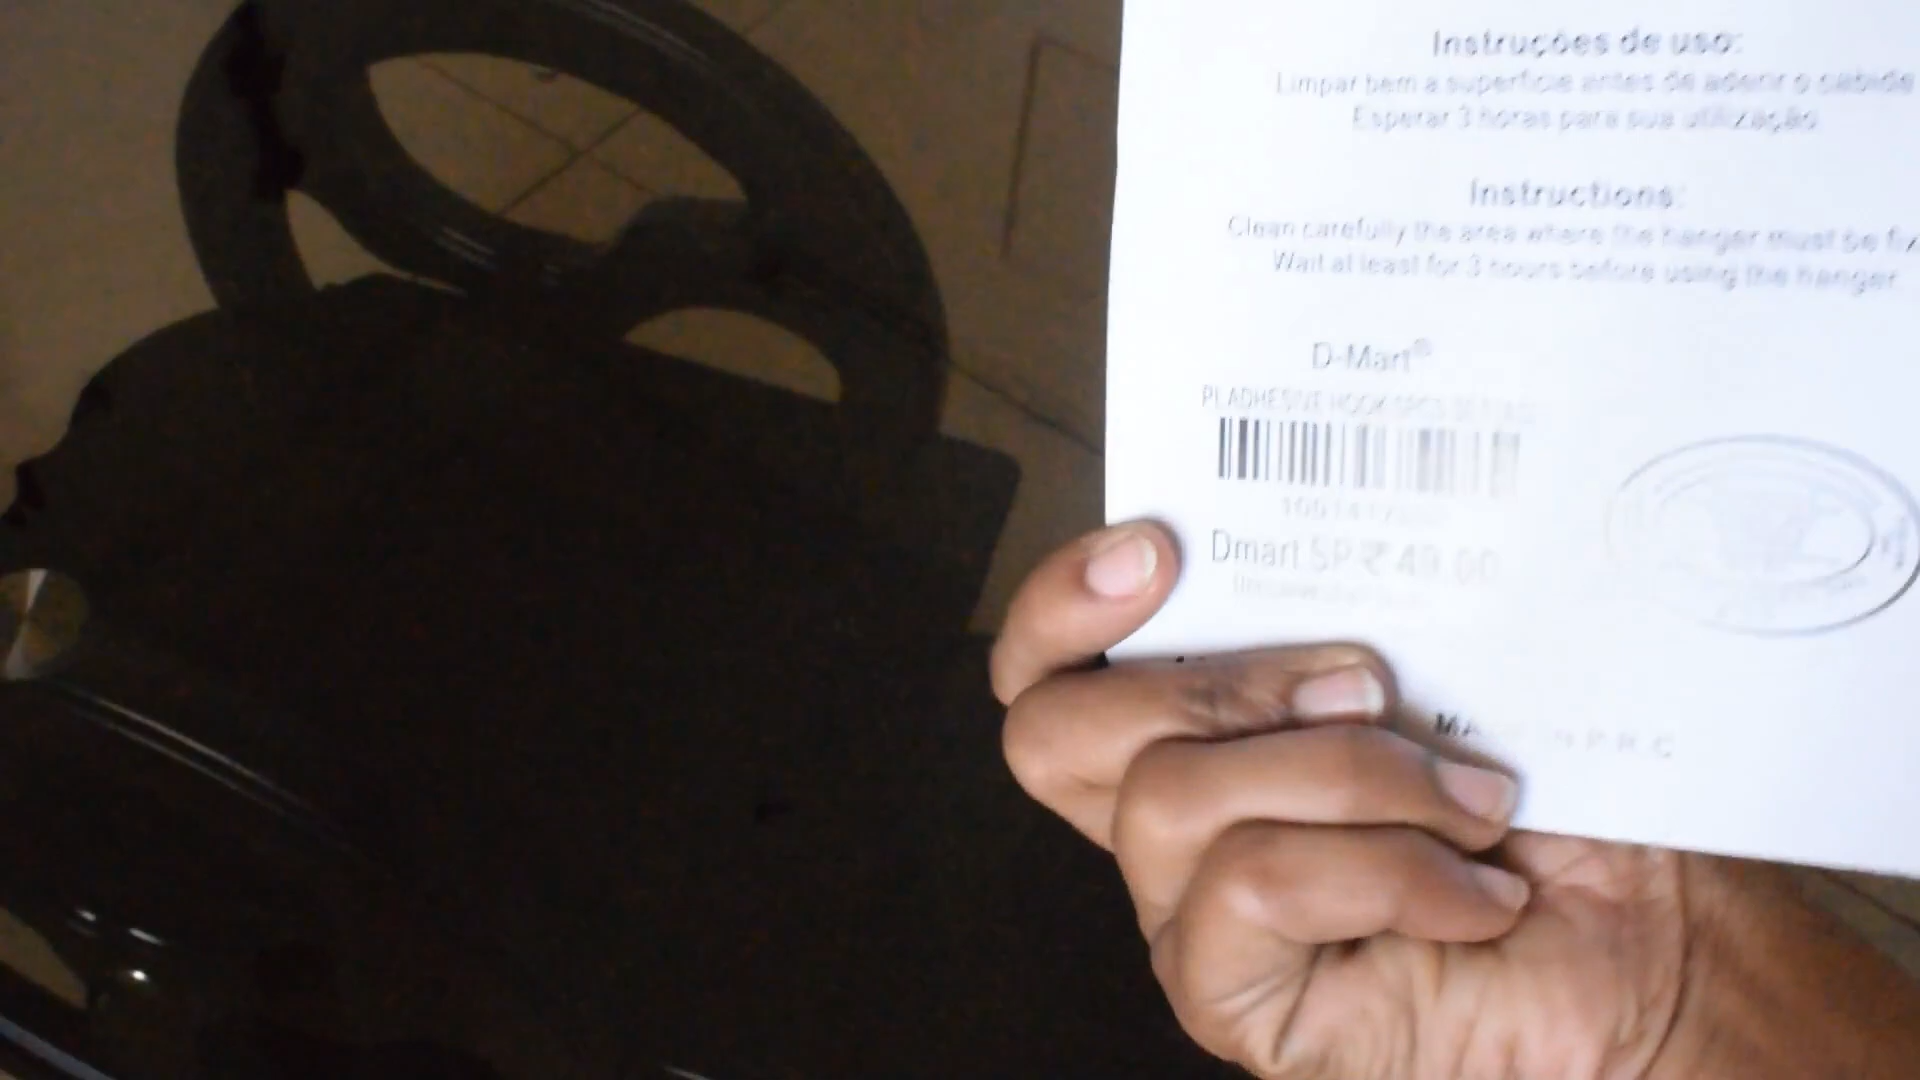 Instruções de uso:
Limpar bem a superfície antes de aderir o cabide
Esperar 3 horas para sua utilização
Instructions:
Clean carefully the area where the hanger must be
Wait at least for 3 hours before using the hanger
D-Mart®
PL ADHESIVE HOOK
Dmart SP ₹ 49.00
P.R.C